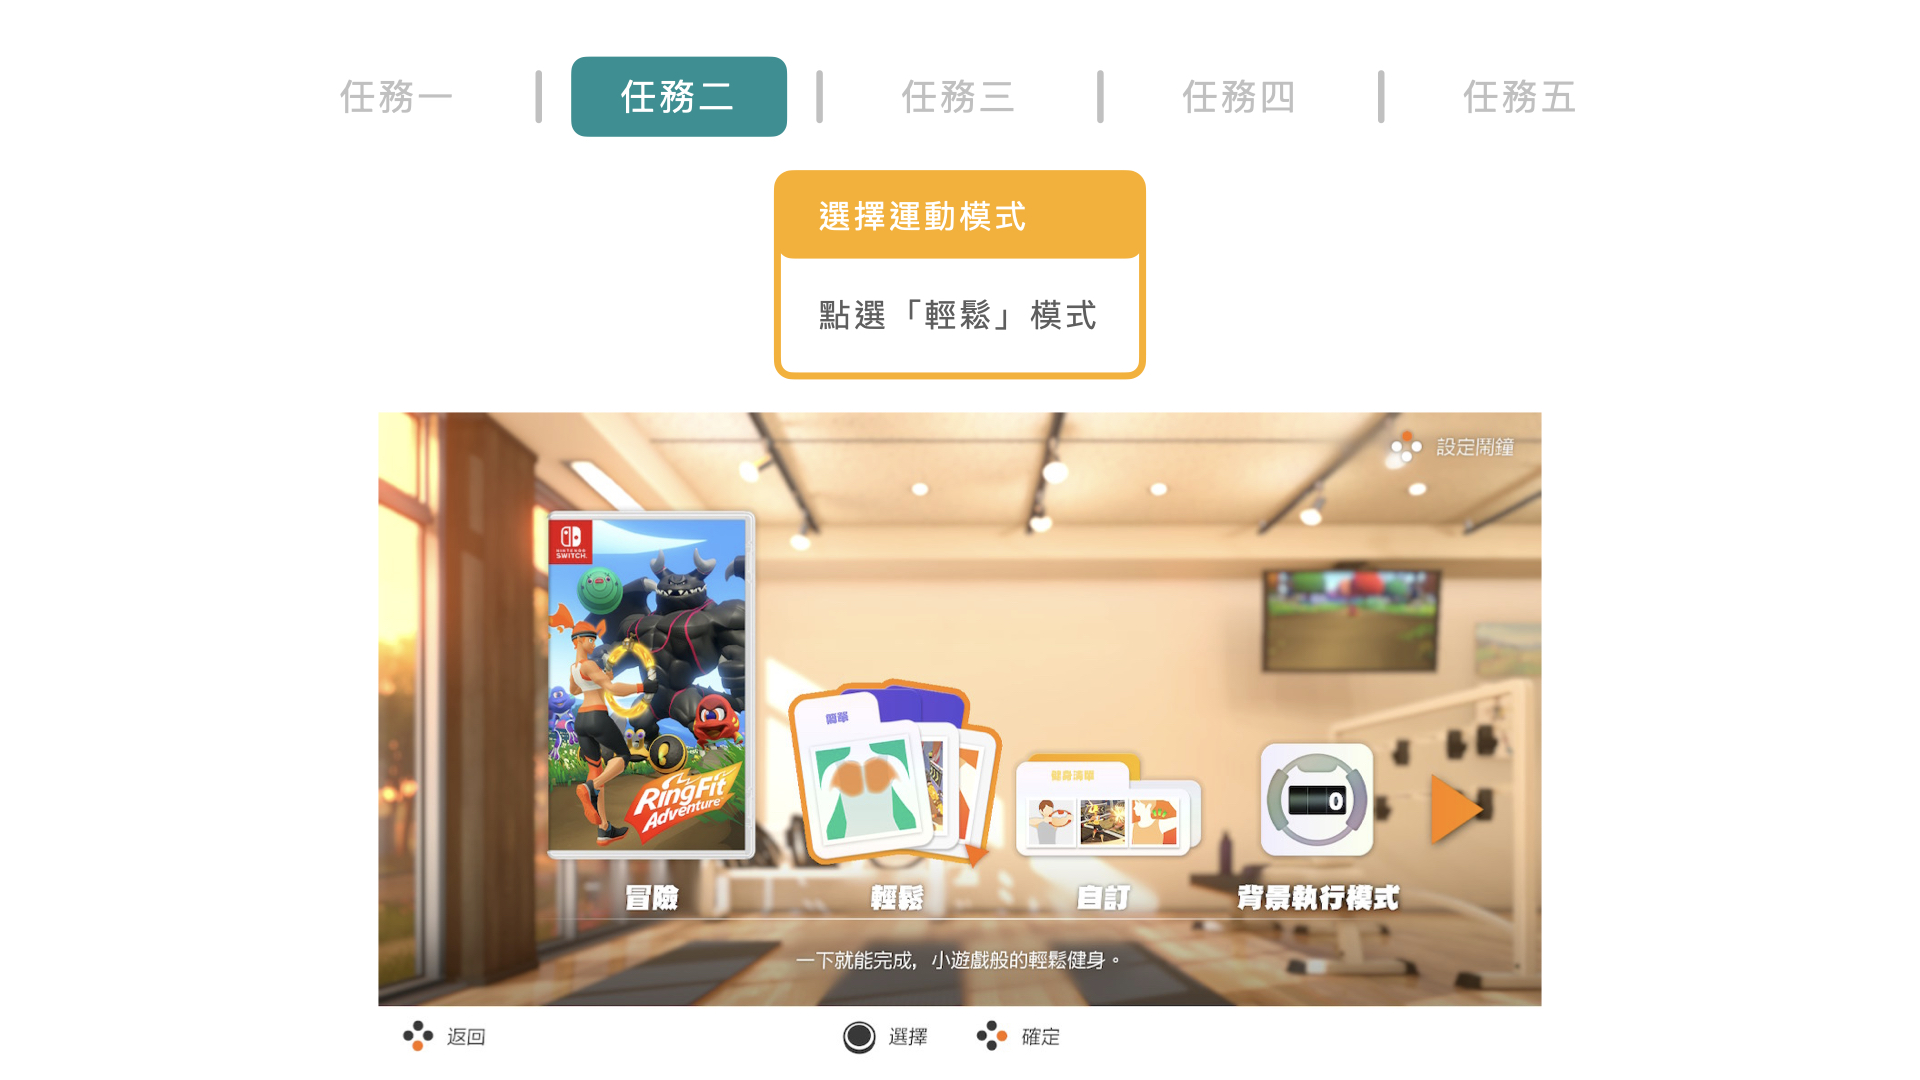 任務一
任務二
任務三
任務四
任務五
選擇運動模式
點選「輕鬆」模式
設定鬧鐘
NINTENDO
SWITCH.
RingFit
Adventure
簡單
健身清單
0
冒險
輕鬆
自訂
背景執行模式
一下就能完成，小遊戲般的輕鬆健身。
返回
選擇
確定